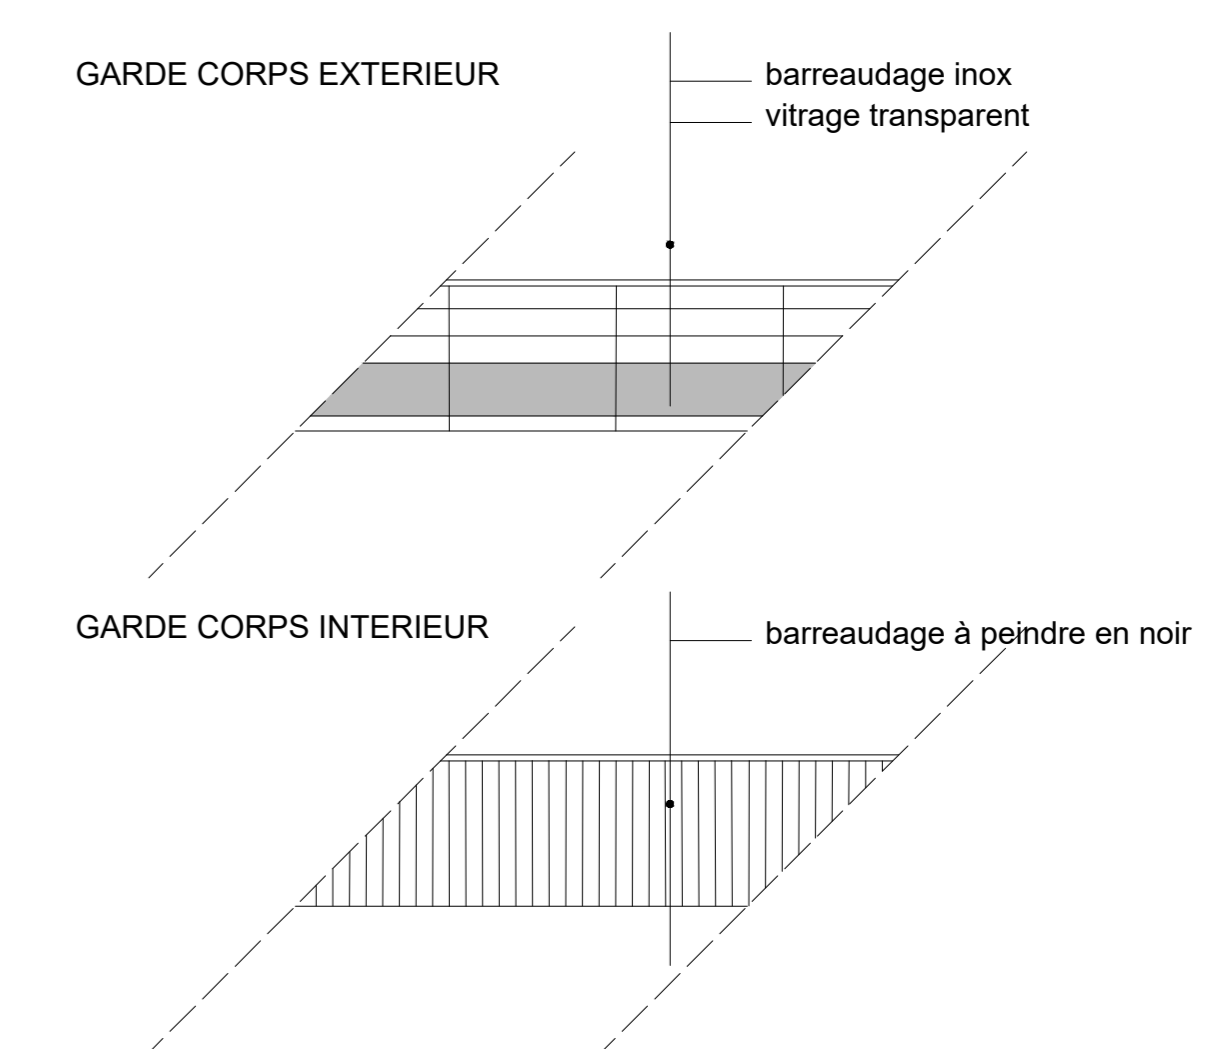 GARDE CORPS EXTERIEUR
barreaudage inox
vitrage transparent
GARDE CORPS INTERIEUR
barreaudage à peindre en noir